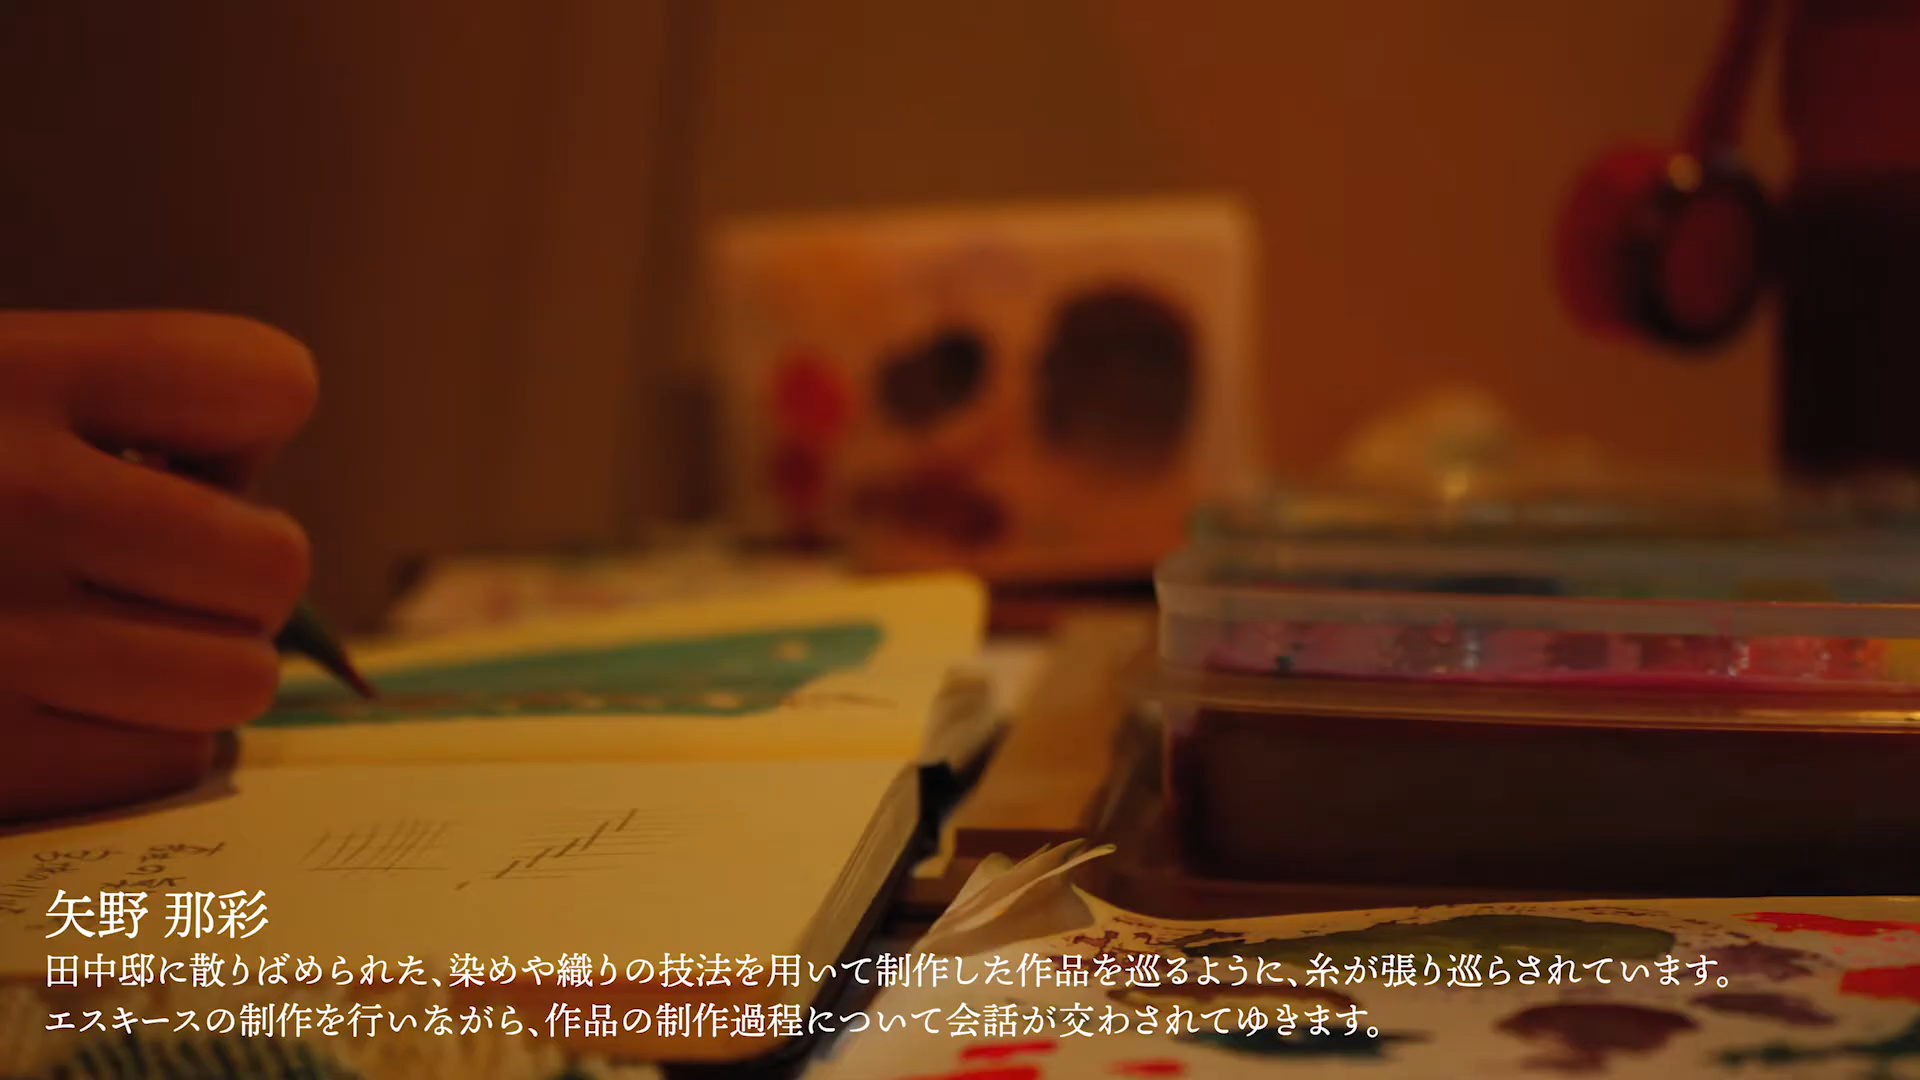 矢野 那彩
田中邸に散りばめられた、染めや織りの技法を用いて制作した作品を巡るように、糸が張り巡らされています。
エスキースの制作を行いながら、作品の制作過程について会話が交わされてゆきます。